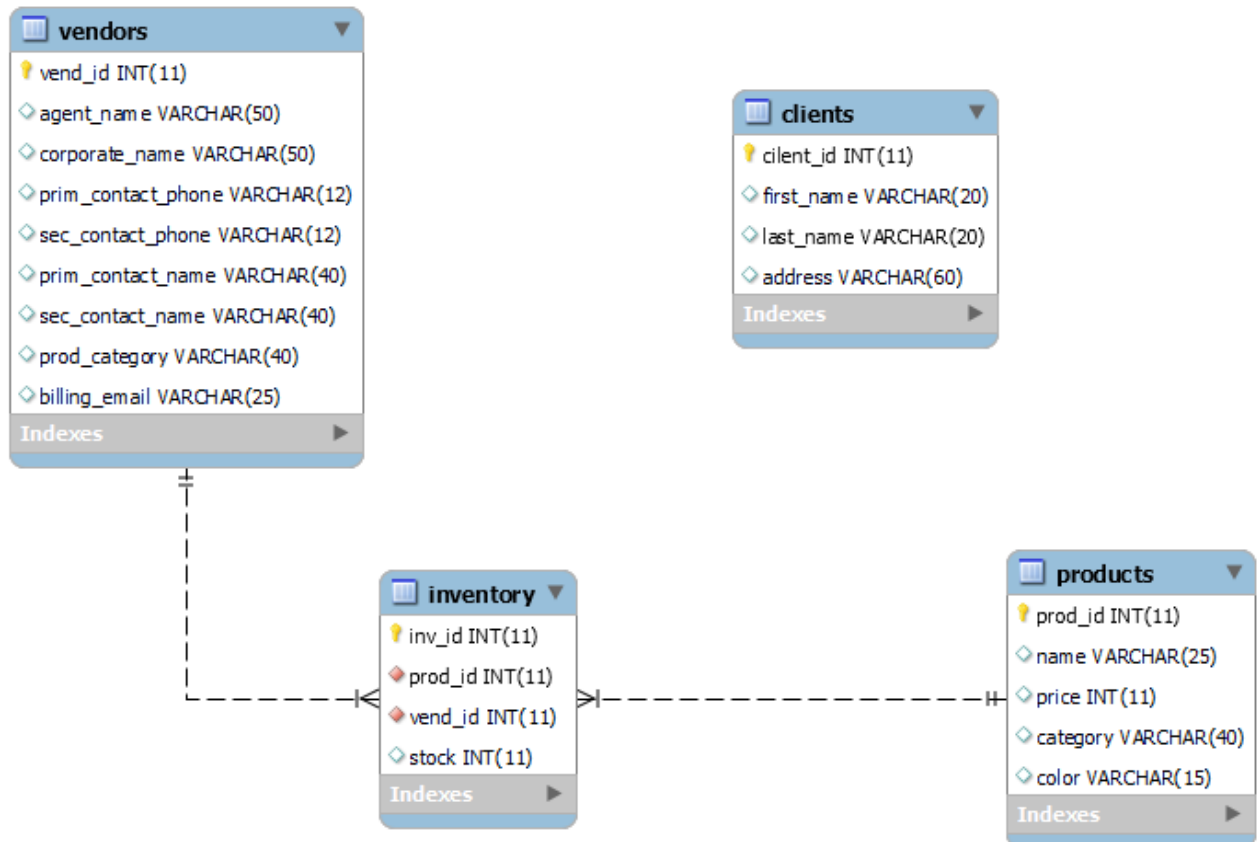 vendors
vend_id INT(11)
agent_name VARCHAR(50)
corporate_name VARCHAR(50)
prim_contact_phone VARCHAR(12)
sec_contact_phone VARCHAR(12)
prim_contact_name VARCHAR(40)
sec_contact_name VARCHAR(40)
prod_category VARCHAR(40)
billing_email VARCHAR(25)
Indexes
clients
cilent_id INT(11)
first_name VARCHAR(20)
last_name VARCHAR(20)
address VARCHAR(60)
Indexes
inventory
inv_id INT(11)
prod_id INT(11)
vend_id INT(11)
stock INT(11)
Indexes
products
prod_id INT(11)
name VARCHAR(25)
price INT(11)
category VARCHAR(40)
color VARCHAR(15)
Indexes